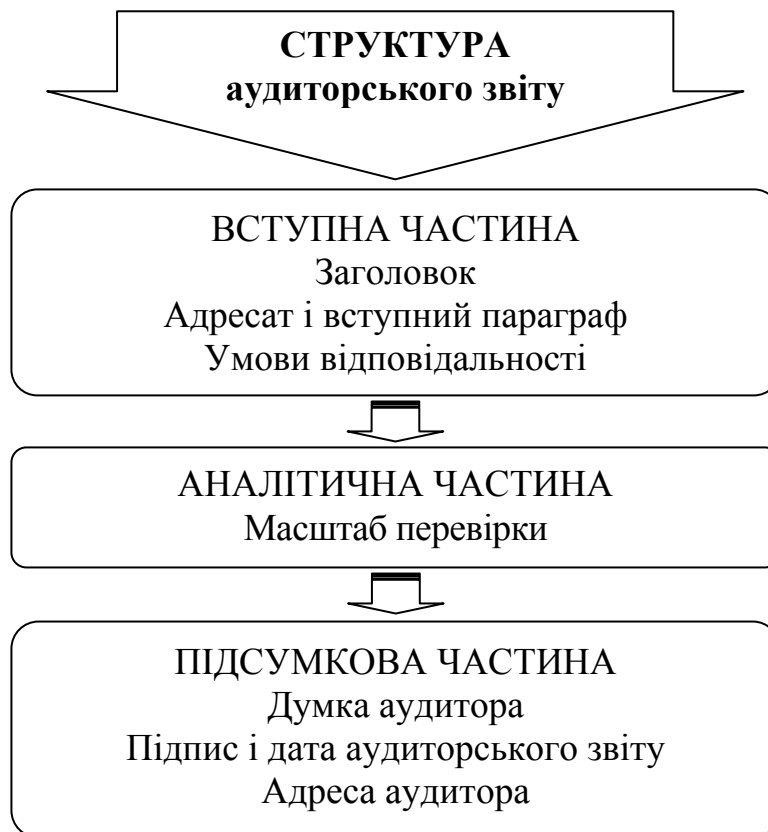 СТРУКТУРА
аудиторського звіту
ВСТУПНА ЧАСТИНА
Заголовок
Адресат і вступний параграф
Умови відповідальності
АНАЛІТИЧНА ЧАСТИНА
Масштаб перевірки
ПІДСУМКОВА ЧАСТИНА
Думка аудитора
Підпис і дата аудиторського звіту
Адреса аудитора